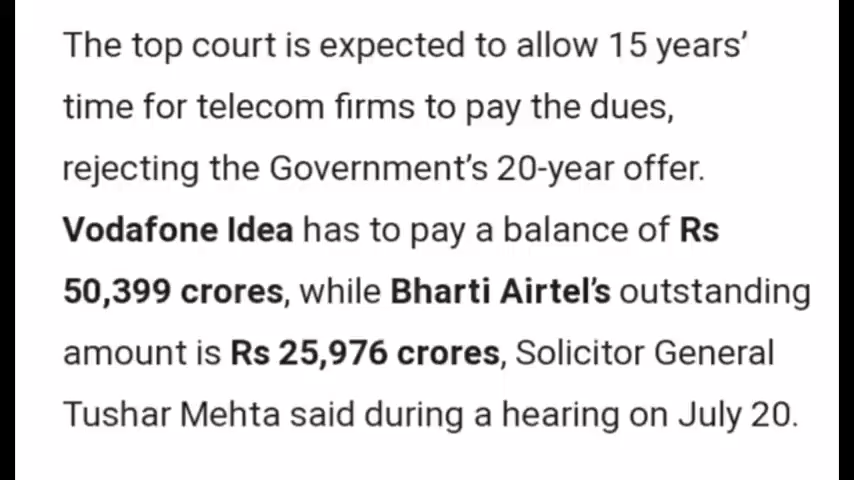 The top court is expected to allow 15 years’
time for telecom firms to pay the dues,
rejecting the Government’s 20-year offer.
Vodafone Idea has to pay a balance of Rs
50,399 crores, while Bharti Airtel’s outstanding
amount is Rs 25,976 crores, Solicitor General
Tushar Mehta said during a hearing on July 20.